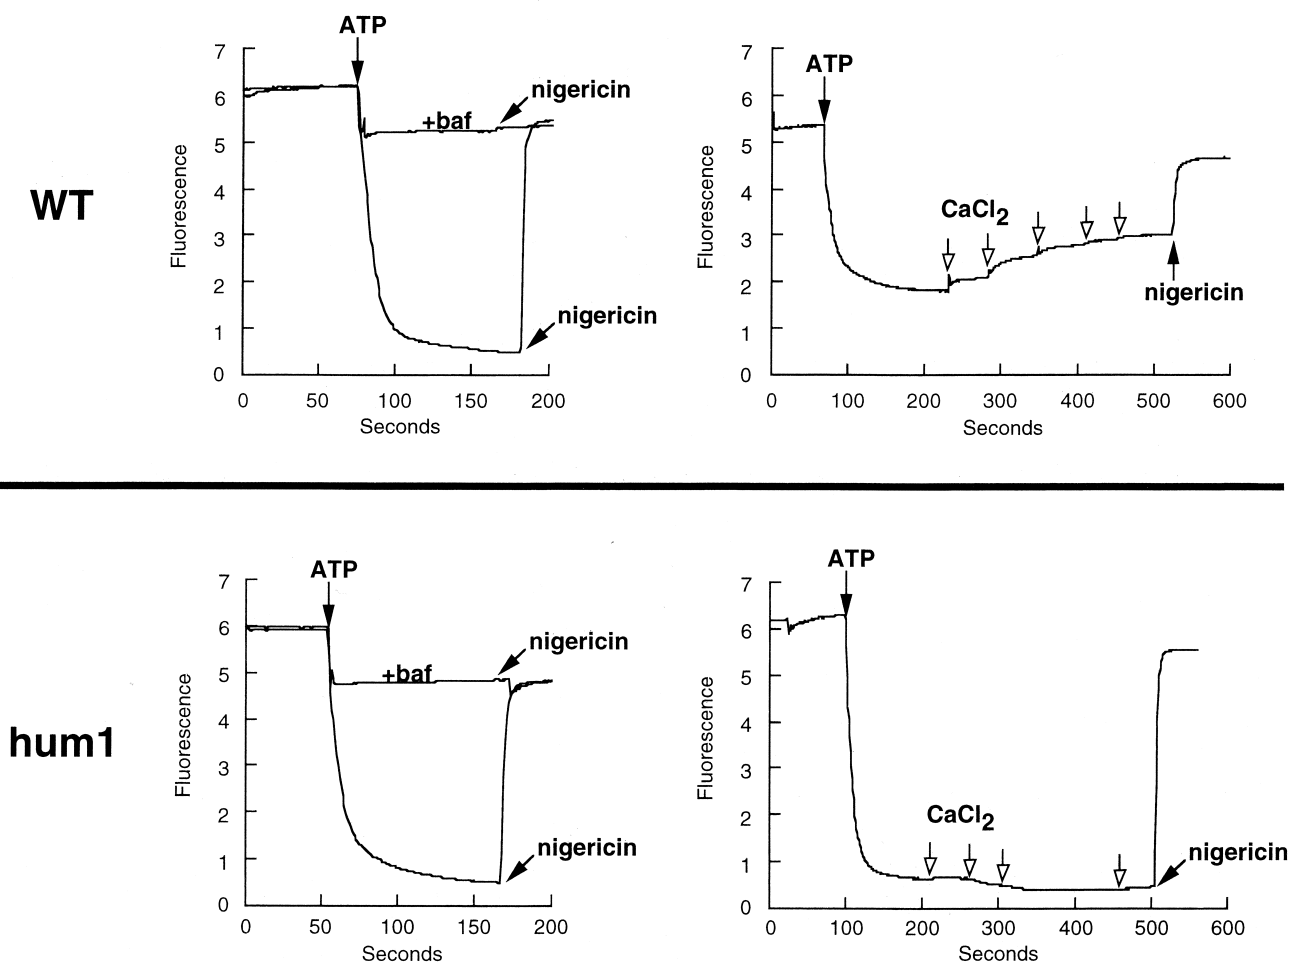 WT
ATP
7
6
5
4
3
2
1
0
Fluorescence
nigericin
+baf
nigericin
0 50 100 150 200
Seconds
ATP
7
6
5
4
3
2
1
0
Fluorescence
CaCl2
nigericin
0 100 200 300 400 500 600
Seconds
hum1
ATP
7
6
5
4
3
2
1
0
Fluorescence
nigericin
+baf
nigericin
0 50 100 150 200
Seconds
ATP
7
6
5
4
3
2
1
0
Fluorescence
CaCl2
nigericin
0 100 200 300 400 500 600
Seconds